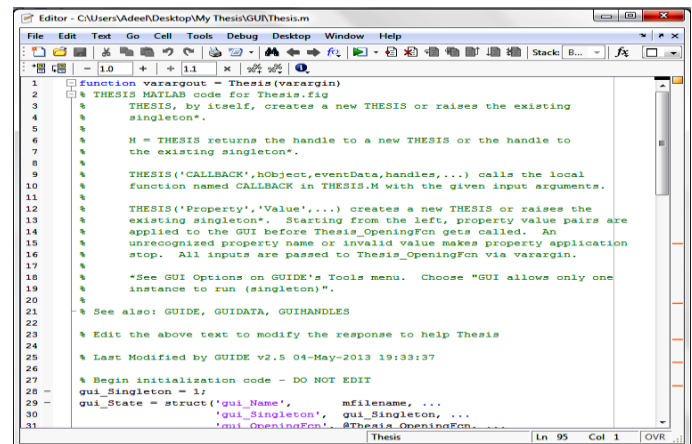 Editor - C:\Users\Adeel\Desktop\My Thesis\GUI\Thesis.m
File Edit Text Go Cell Tools Debug Desktop Window Help
Stack: B... fx
- 1.0 + ÷ 1.1 ×
1 function varargout = Thesis(varargin)
2 % THESIS MATLAB code for Thesis.fig
3 % THESIS, by itself, creates a new THESIS or raises the existing
4 % singleton*.
5 %
6 % H = THESIS returns the handle to a new THESIS or the handle to
7 % the existing singleton*.
8 %
9 % THESIS('CALLBACK',hObject,eventData,handles,...) calls the local
10 % function named CALLBACK in THESIS.M with the given input arguments.
11 %
12 % THESIS('Property','Value',...) creates a new THESIS or raises the
13 % existing singleton*. Starting from the left, property value pairs are
14 % applied to the GUI before Thesis_OpeningFcn gets called. An
15 % unrecognized property name or invalid value makes property application
16 % stop. All inputs are passed to Thesis_OpeningFcn via varargin.
17 %
18 % *See GUI Options on GUIDE's Tools menu. Choose "GUI allows only one
19 % instance to run (singleton)".
20 %
21 % See also: GUIDE, GUIDATA, GUIHANDLES
22
23 % Edit the above text to modify the response to help Thesis
24
25 % Last Modified by GUIDE v2.5 04-May-2013 19:33:37
26
27 % Begin initialization code - DO NOT EDIT
28 - gui_Singleton = 1;
29 - gui_State = struct('gui_Name', mfilename, ...
30 'gui_Singleton', gui_Singleton, ...
31 'gui_OpeningFcn', @Thesis_OpeningFcn, ...
Thesis Ln 95 Col 1 OVR